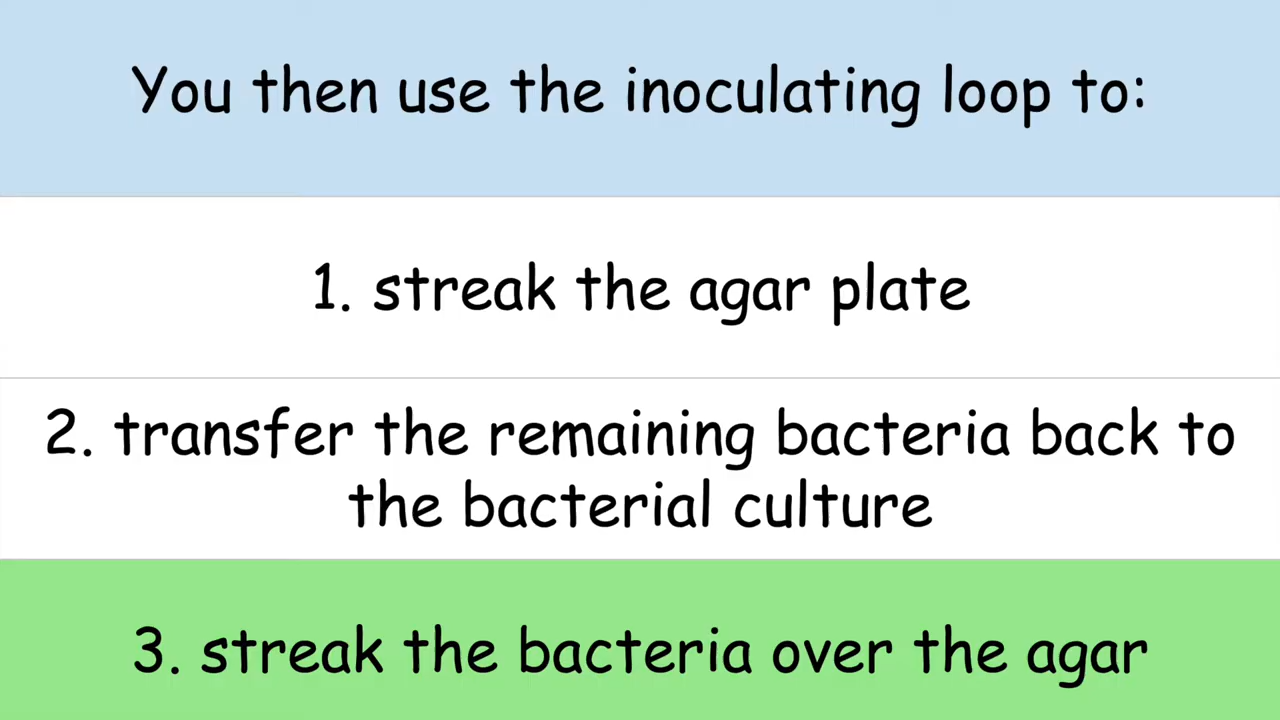 You then use the inoculating loop to:
1. streak the agar plate
2. transfer the remaining bacteria back to
the bacterial culture
3. streak the bacteria over the agar